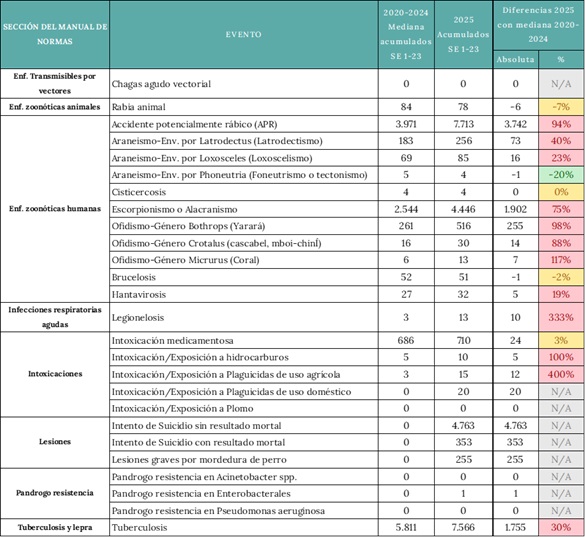 SECCIÓN DEL MANUAL DE NORMAS | EVENTO | 2020-2024 Mediana acumulados SE 1-23 | 2025 Acumulados SE 1-23 | Diferencias 2025 con mediana 2020-2024
Absoluta | %
Enf. Transmisibles por vectores | Chagas agudo vectorial | 0 | 0 | 0 | N/A
Enf. zoonóticas animales | Rabia animal | 84 | 78 | -6 | -7%
Enf. zoonóticas humanas | Accidente potencialmente rábico (APR) | 3.971 | 7.713 | 3.742 | 94%
Araneismo-Env. por Latrodectus (Latrodectismo) | 183 | 256 | 73 | 40%
Araneismo-Env. por Loxosceles (Loxoscelismo) | 69 | 85 | 16 | 23%
Araneismo-Env. por Phoneutria (Foneutrismo o tectonismo) | 5 | 4 | -1 | -20%
Cisticercosis | 4 | 4 | 0 | 0%
Escorpionismo o Alacranismo | 2.544 | 4.446 | 1.902 | 75%
Ofidismo-Género Bothrops (Yarará) | 261 | 516 | 255 | 98%
Ofidismo-Género Crotalus (cascabel, mboi-chiní) | 16 | 30 | 14 | 88%
Ofidismo-Género Micrurus (Coral) | 6 | 13 | 7 | 117%
Brucelosis | 52 | 51 | -1 | -2%
Hantavirosis | 27 | 32 | 5 | 19%
Infecciones respiratorias agudas | Legionelosis | 3 | 13 | 10 | 333%
Intoxicaciones | Intoxicación medicamentosa | 686 | 710 | 24 | 3%
Intoxicación/Exposición a hidrocarburos | 5 | 10 | 5 | 100%
Intoxicación/Exposición a Plaguicidas de uso agrícola | 3 | 15 | 12 | 400%
Intoxicación/Exposición a Plaguicidas de uso doméstico | 0 | 20 | 20 | N/A
Intoxicación/Exposición a Plomo | 0 | 0 | 0 | N/A
Lesiones | Intento de Suicidio sin resultado mortal | 0 | 4.763 | 4.763 | N/A
Intento de Suicidio con resultado mortal | 0 | 353 | 353 | N/A
Lesiones graves por mordedura de perro | 0 | 255 | 255 | N/A
Pandrogo resistencia | Pandrogo resistencia en Acinetobacter spp. | 0 | 0 | 0 | N/A
Pandrogo resistencia en Enterobacterales | 0 | 1 | 1 | N/A
Pandrogo resistencia en Pseudomonas aeruginosa | 0 | 0 | 0 | N/A
Tuberculosis y lepra | Tuberculosis | 5.811 | 7.566 | 1.755 | 30%